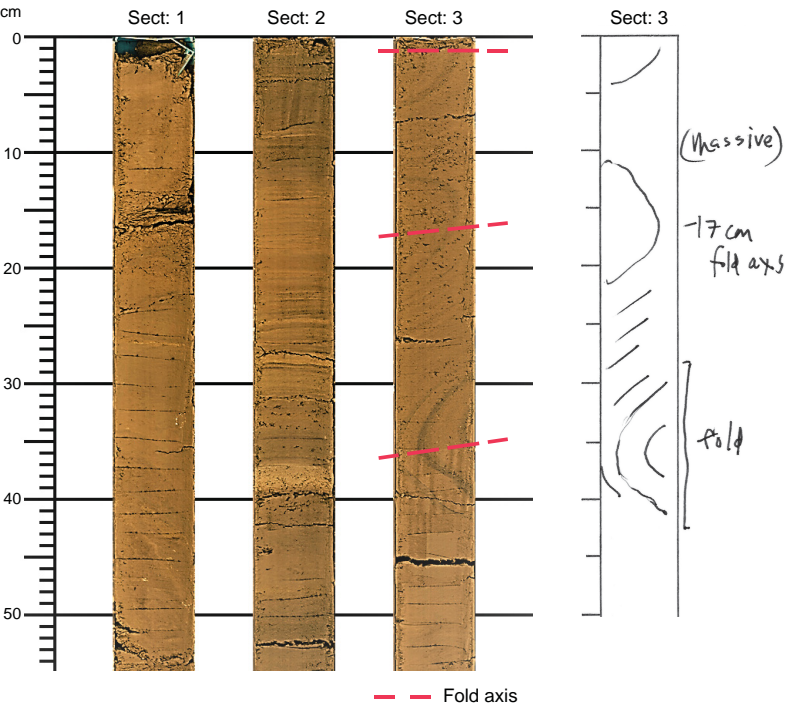 cm
Sect: 1
Sect: 2
Sect: 3
Sect: 3
0
10
20
30
40
50
(Massive)
-17 cm
fold axis
fold
Fold axis